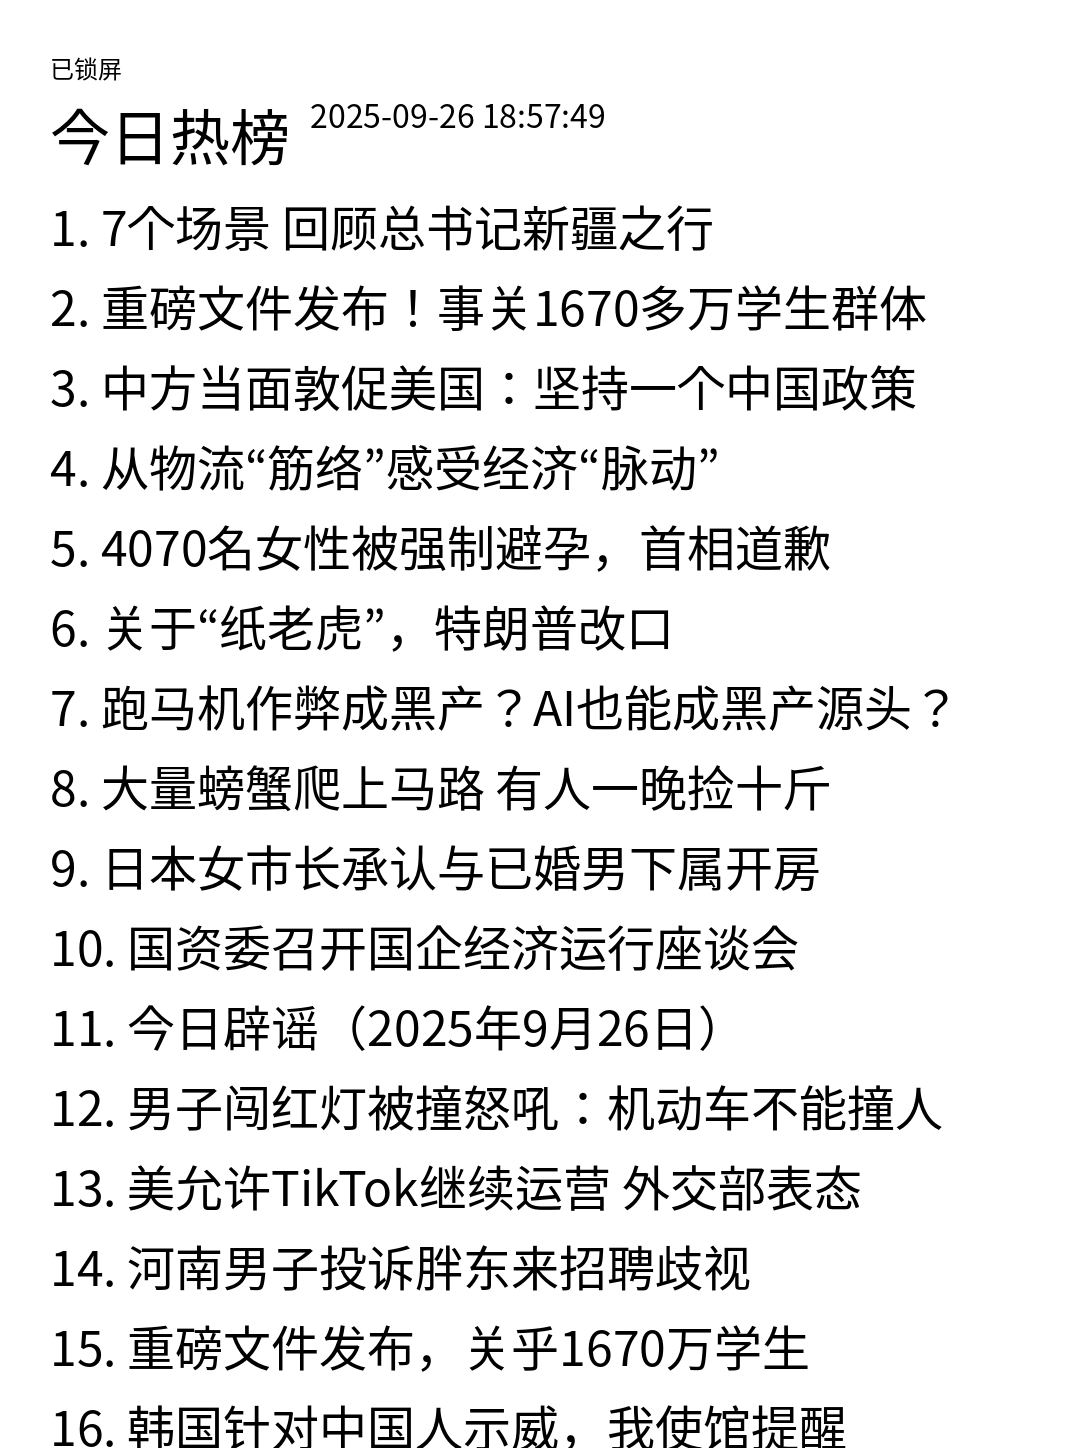 已锁屏
今日热榜 2025-09-26 18:57:49
1. 7个场景 回顾总书记新疆之行
2. 重磅文件发布！事关1670多万学生群体
3. 中方当面敦促美国：坚持一个中国政策
4. 从物流“筋络”感受经济“脉动”
5. 4070名女性被强制避孕，首相道歉
6. 关于“纸老虎”，特朗普改口
7. 跑马机作弊成黑产？AI也能成黑产源头？
8. 大量螃蟹爬上马路 有人一晚捡十斤
9. 日本女市长承认与已婚男下属开房
10. 国资委召开国企经济运行座谈会
11. 今日辟谣（2025年9月26日）
12. 男子闯红灯被撞怒吼：机动车不能撞人
13. 美允许TikTok继续运营 外交部表态
14. 河南男子投诉胖东来招聘歧视
15. 重磅文件发布，关乎1670万学生
16. 韩国针对中国人示威，我使馆提醒